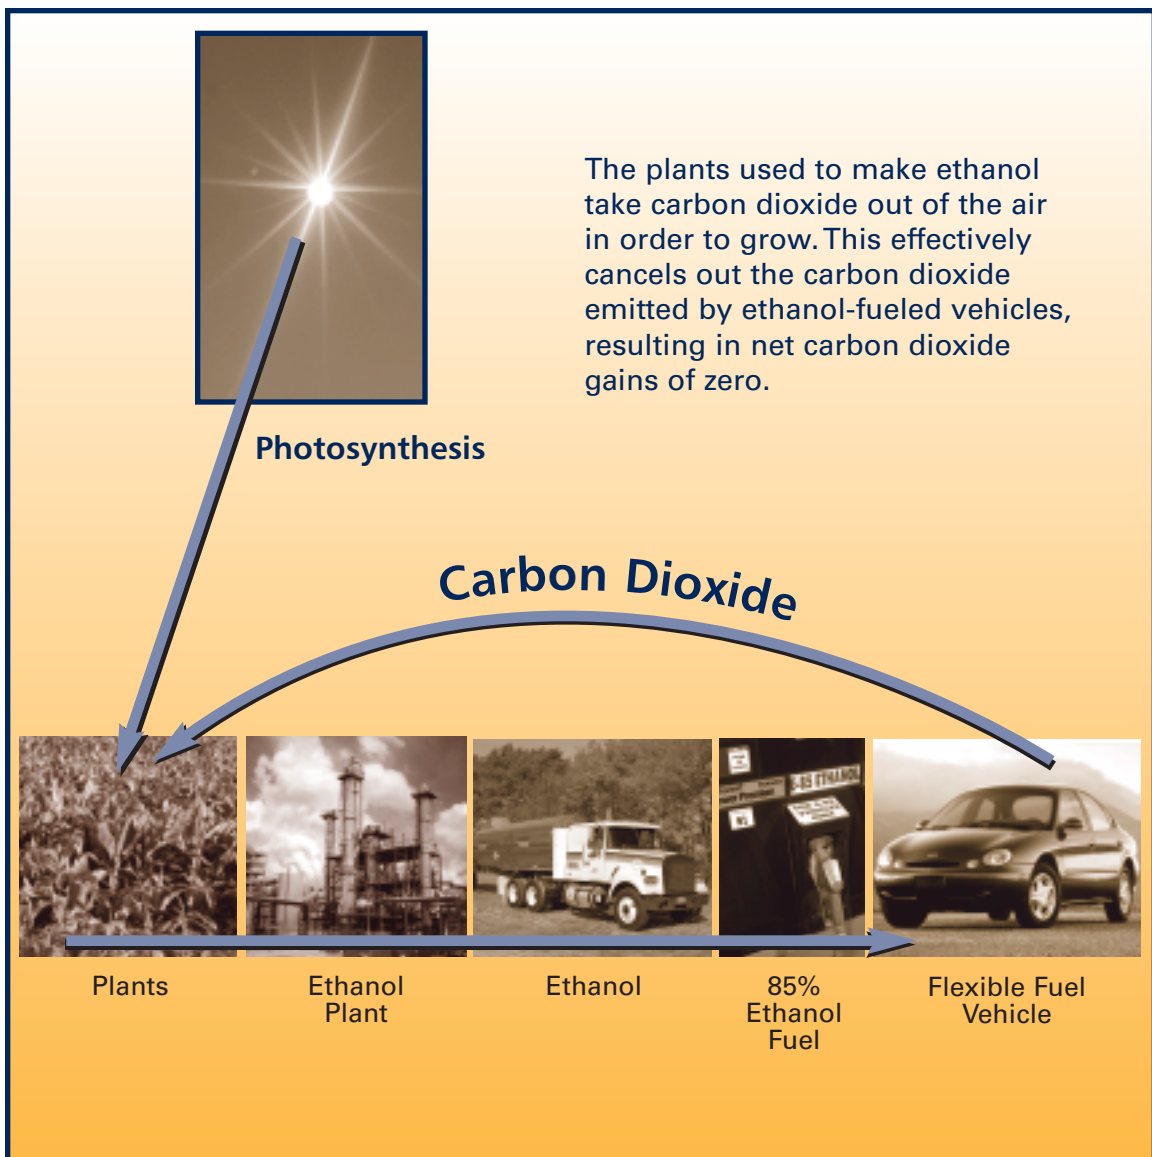 The plants used to make ethanol
take carbon dioxide out of the air
in order to grow. This effectively
cancels out the carbon dioxide
emitted by ethanol-fueled vehicles,
resulting in net carbon dioxide
gains of zero.
Photosynthesis
Carbon Dioxide
ETHANOL
Plants
Ethanol
Plant
Ethanol
85%
Ethanol
Fuel
Flexible Fuel
Vehicle